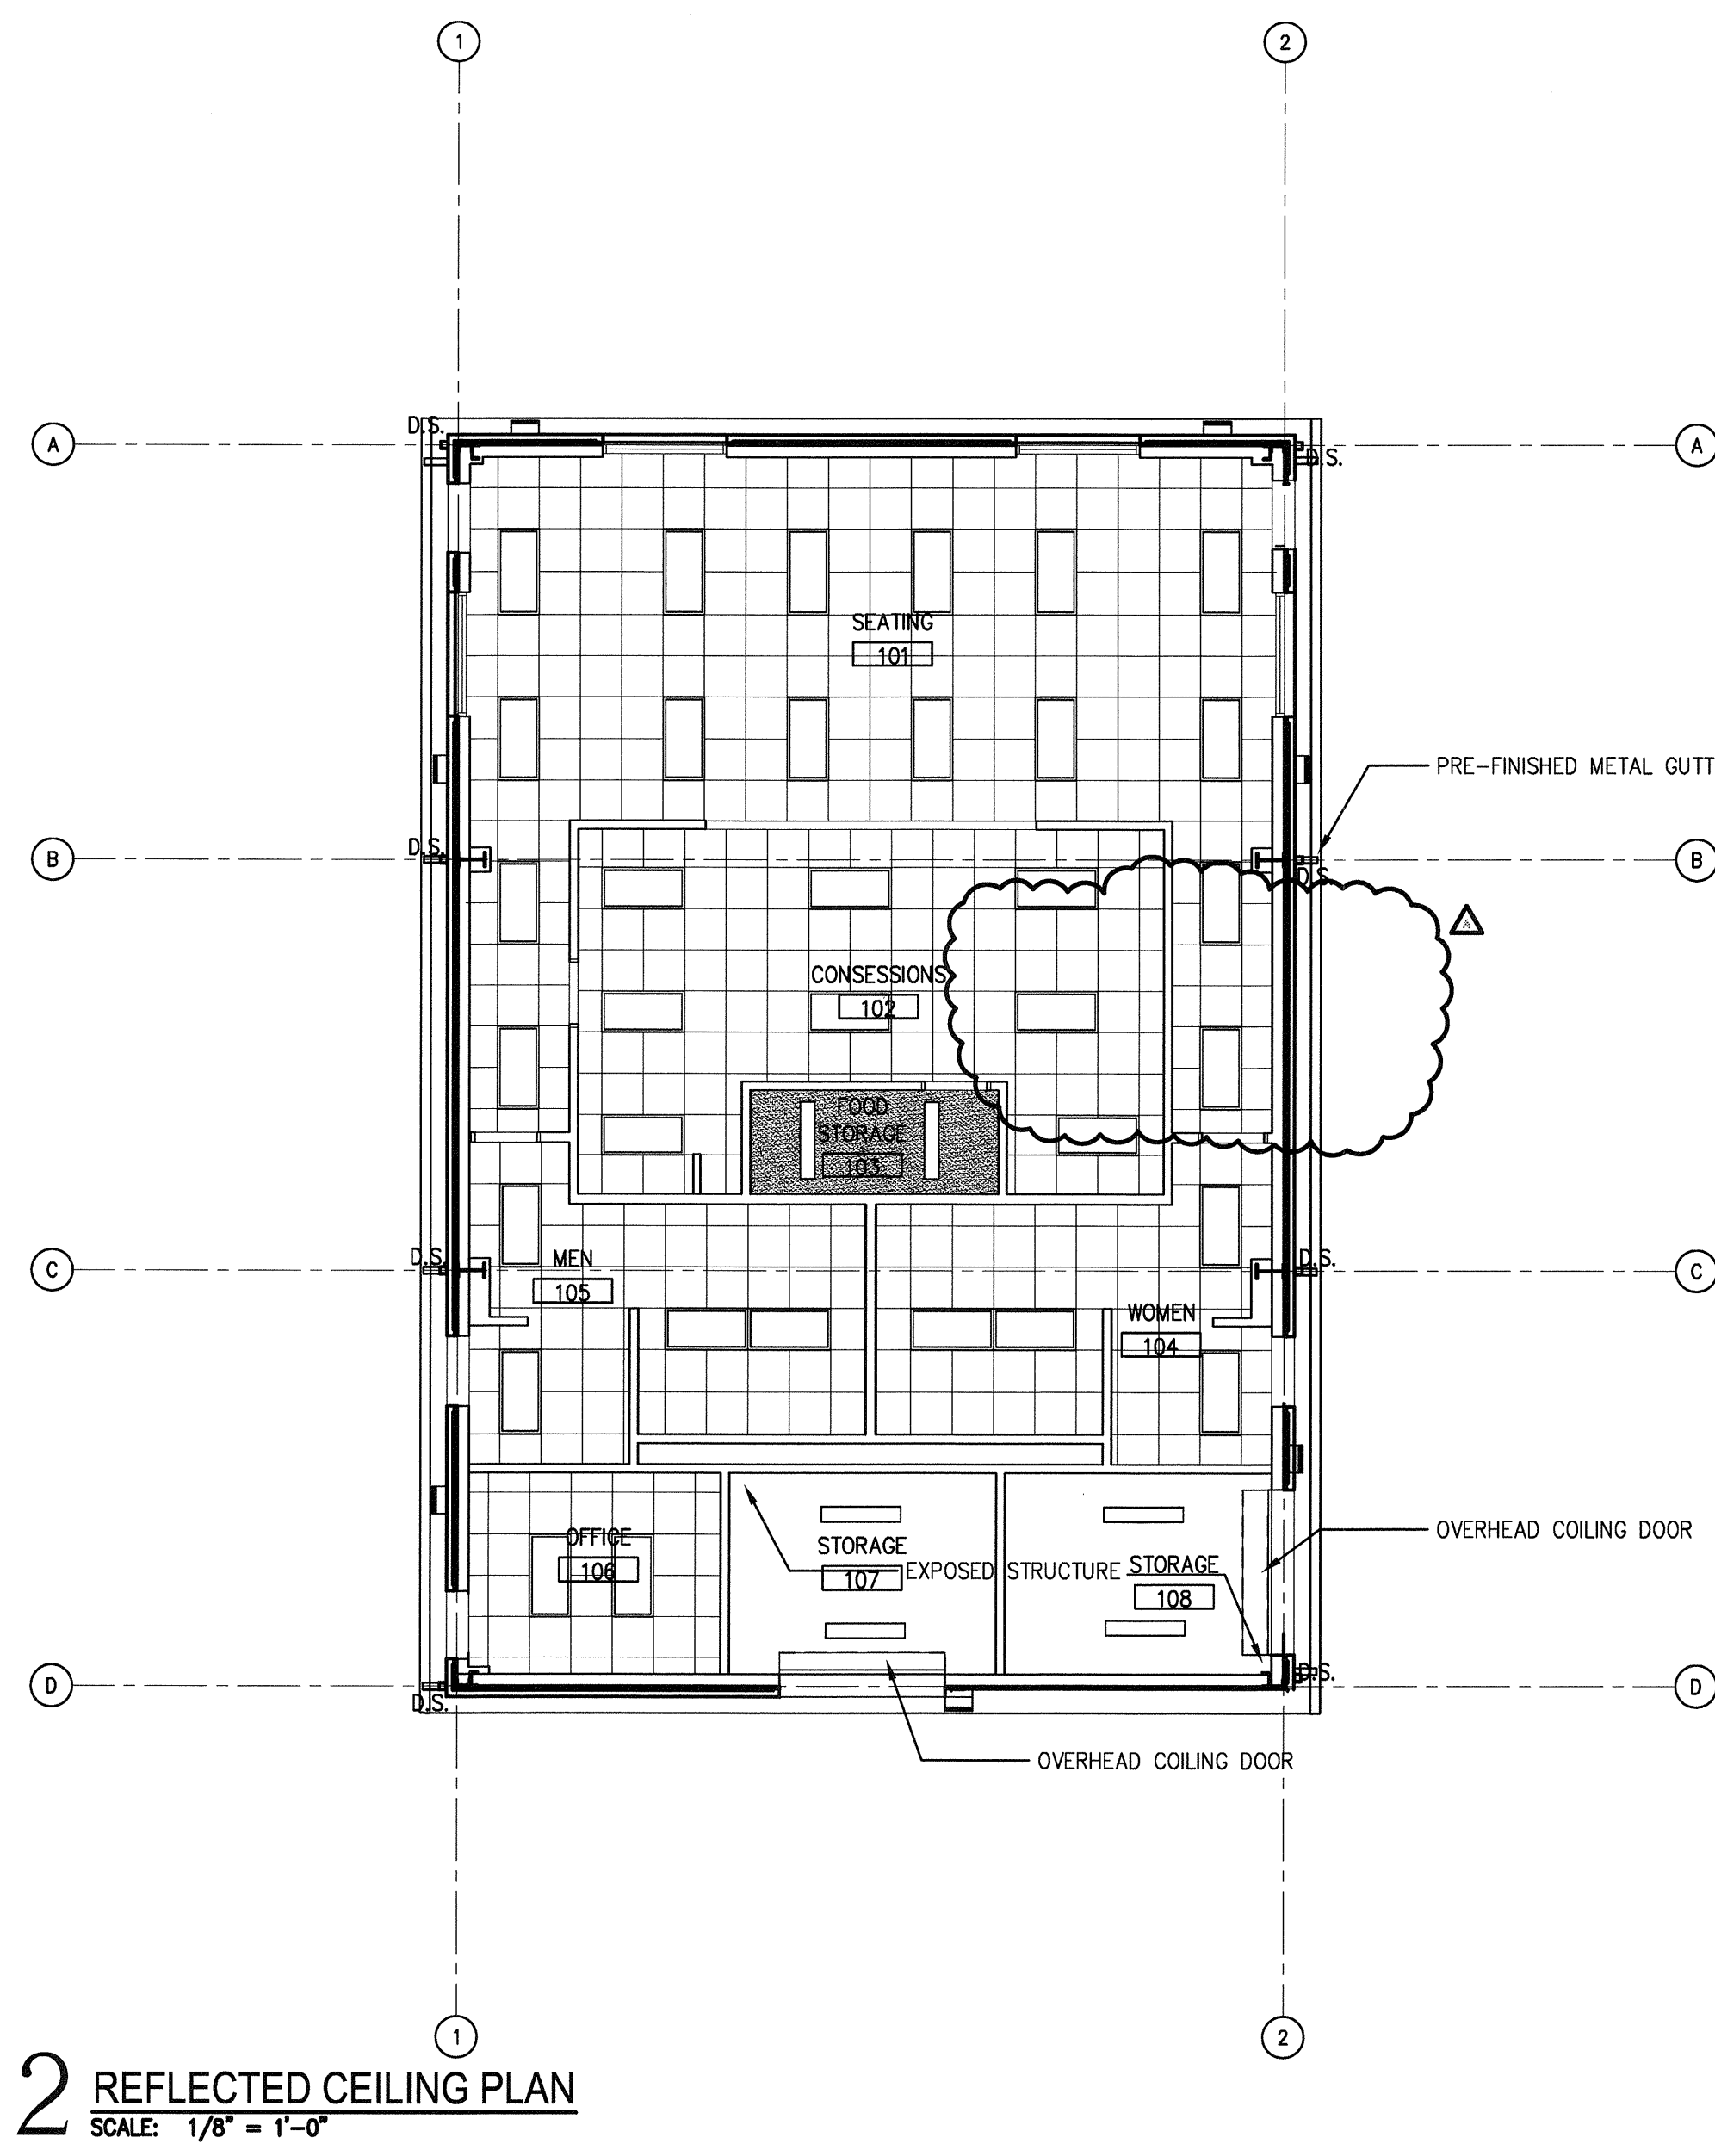 1 2
D.S.
A A
D.S.
SEATING
101
PRE-FINISHED METAL GUTT
D.S.
B B
D.S.
CONSESSIONS
102
FOOD
STORAGE
103
MEN
105
D.S. D.S.
C C
WOMEN
104
OFFICE
106
STORAGE
107
EXPOSED STRUCTURE
STORAGE
108
OVERHEAD COILING DOOR
D.S.
D D
D.S.
OVERHEAD COILING DOOR
1 2
2 REFLECTED CEILING PLAN
SCALE: 1/8" = 1'-0"